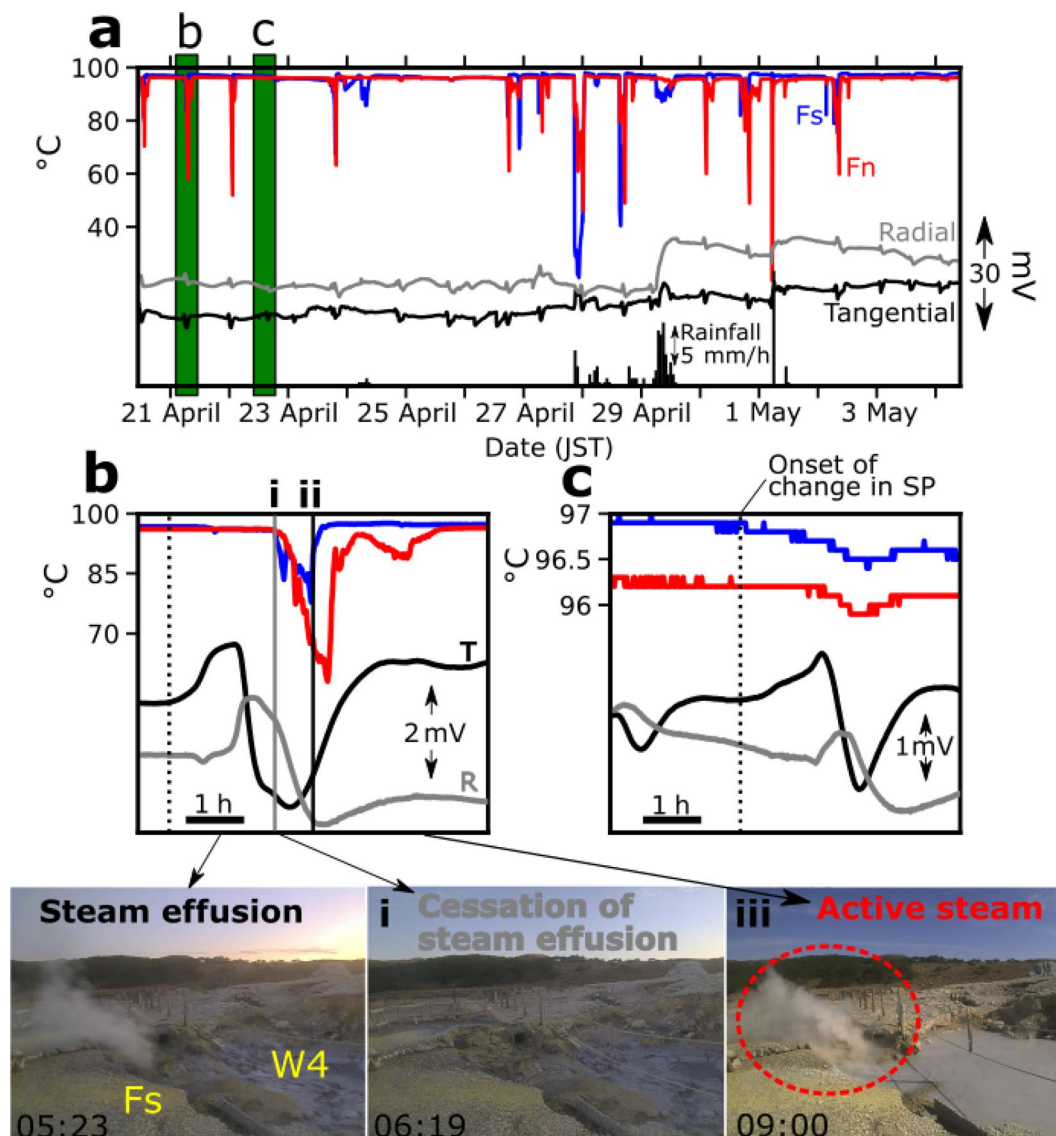 a
b
c
°C
100
80
60
40
Fs
Fn
Radial
Tangential
30
mV
Rainfall
5 mm/h
21 April
23 April
25 April
27 April
29 April
1 May
3 May
Date (JST)
b
i
ii
100
85
70
°C
T
2 mV
R
1 h
c
Onset of
change in SP
97
96.5
96
°C
1mV
1 h
Steam effusion
Fs
W4
05:23
i
Cessation of
steam effusion
06:19
iii
Active steam
09:00